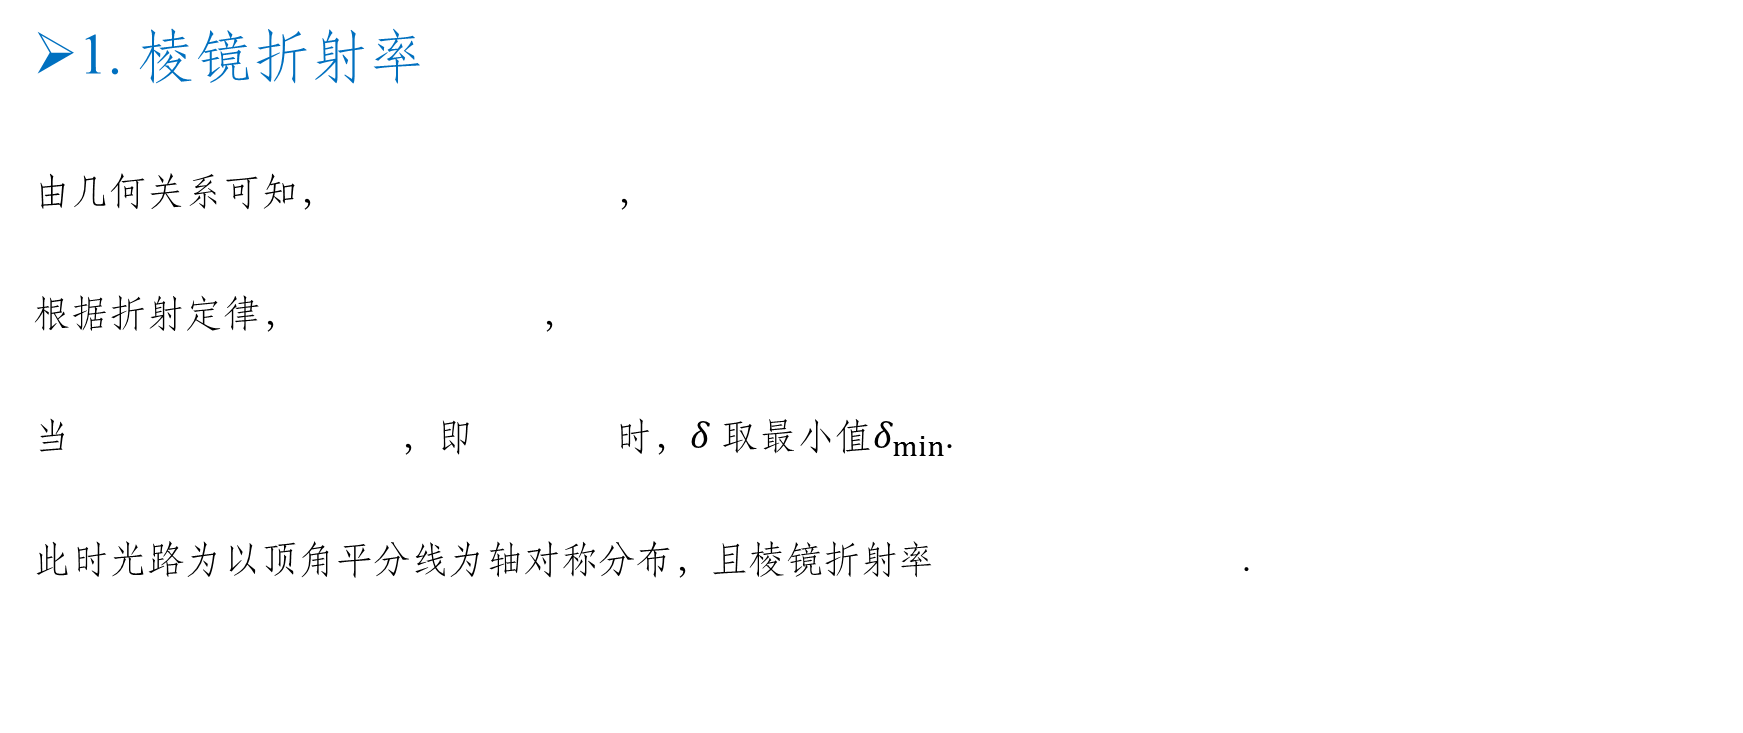 ➢1. 棱镜折射率
由几何关系可知， ，
根据折射定律， ，
当 ，即 时，δ 取最小值δmin.
此时光路为以顶角平分线为轴对称分布，且棱镜折射率 .